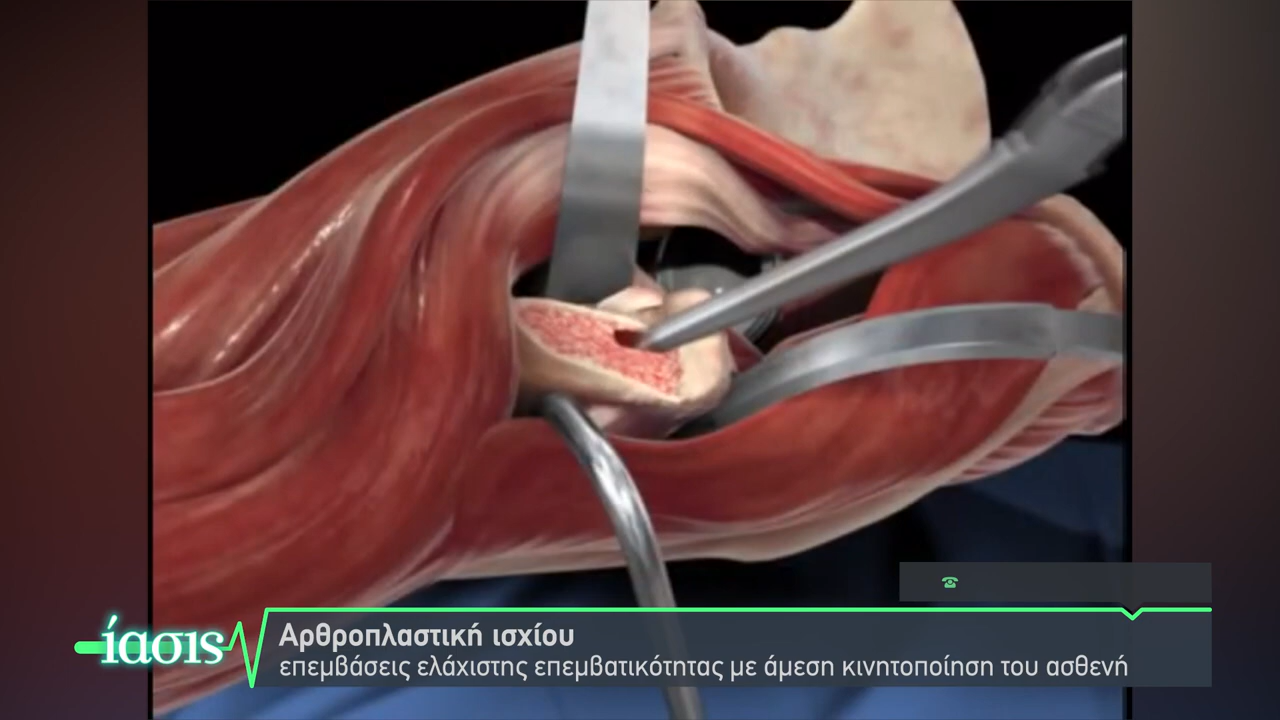 ίασις
Αρθροπλαστική ισχίου
επεμβάσεις ελάχιστης επεμβατικότητας με άμεση κινητοποίηση του ασθενή